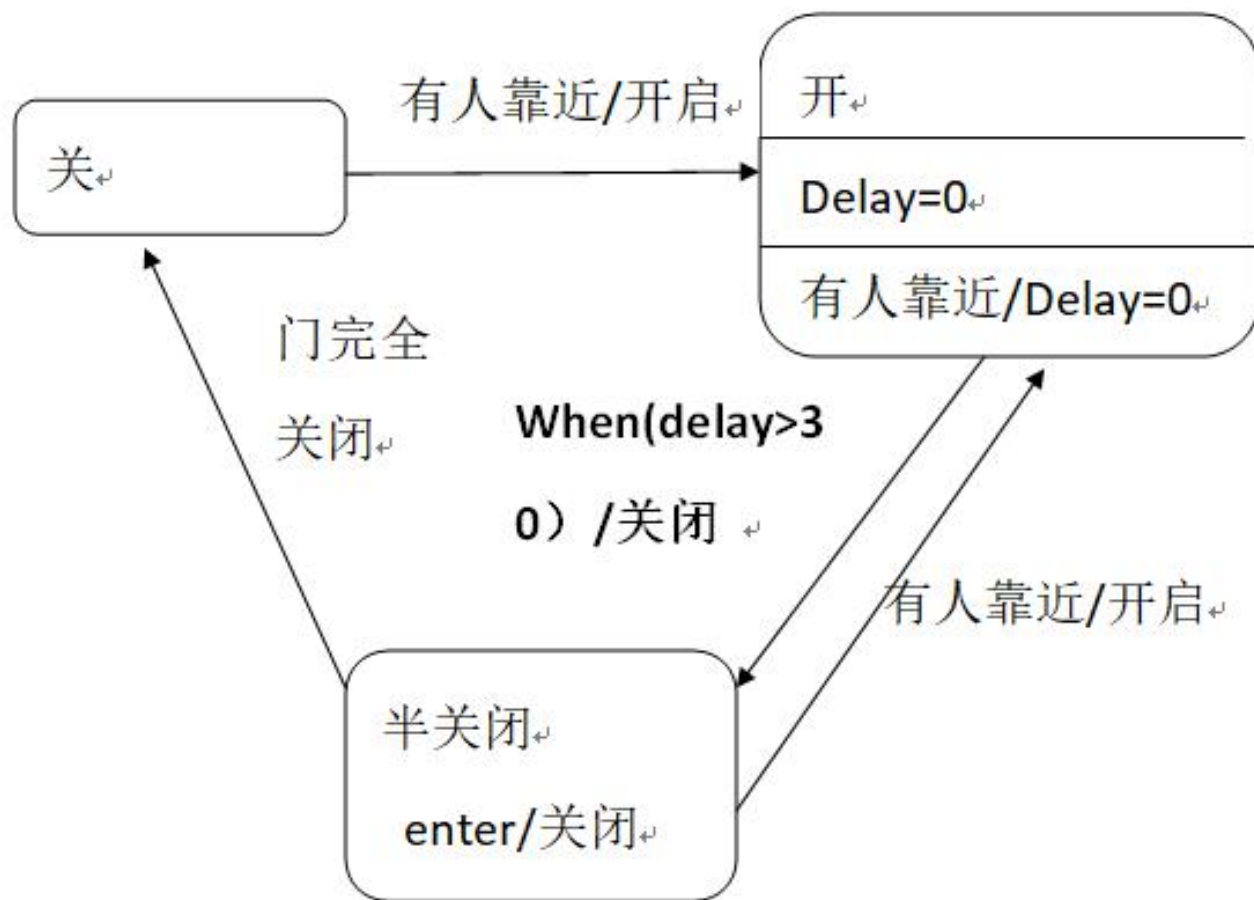 有人靠近/开启
开
关
Delay=0
有人靠近/Delay=0
门完全
关闭
When(delay>3
0）/关闭
有人靠近/开启
半关闭
enter/关闭